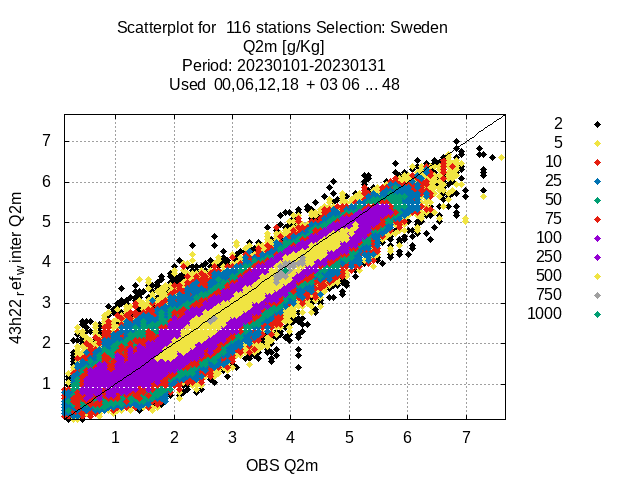 Scatterplot for 116 stations Selection: Sweden
Q2m [g/Kg]
Period: 20230101-20230131
Used 00,06,12,18 + 03 06 ... 48
43h22_ref_winter Q2m
7
6
5
4
3
2
1
1 2 3 4 5 6 7
OBS Q2m
2
5
10
25
50
75
100
250
500
750
1000